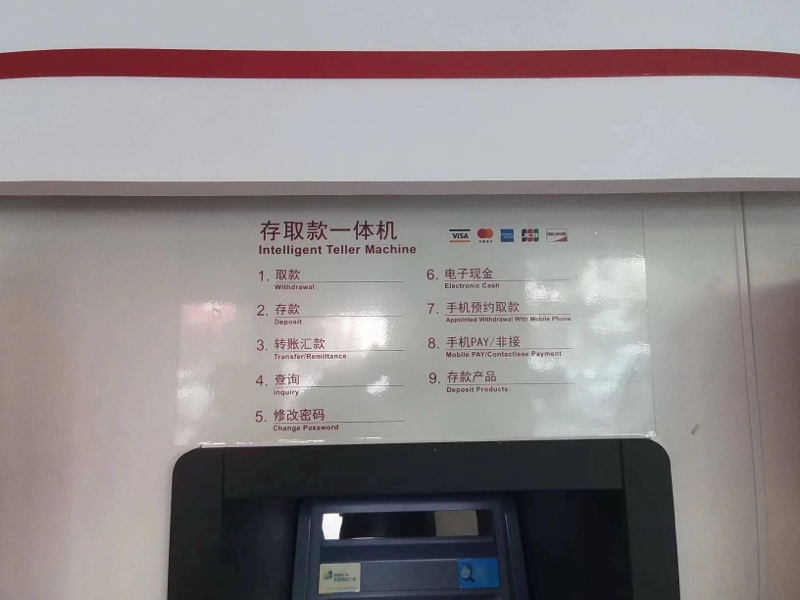 存取款一体机
Intelligent Teller Machine
VISA
DISCOVER
1. 取款
Withdrawal
2. 存款
Deposit
3. 转账汇款
Transfer/Remittance
4. 查询
Inquiry
5. 修改密码
Change Password
6. 电子现金
Electronic Cash
7. 手机预约取款
Appointed Withdrawal With Mobile Phone
8. 手机PAY/非接
Mobile PAY/Contactless Payment
9. 存款产品
Deposit Products